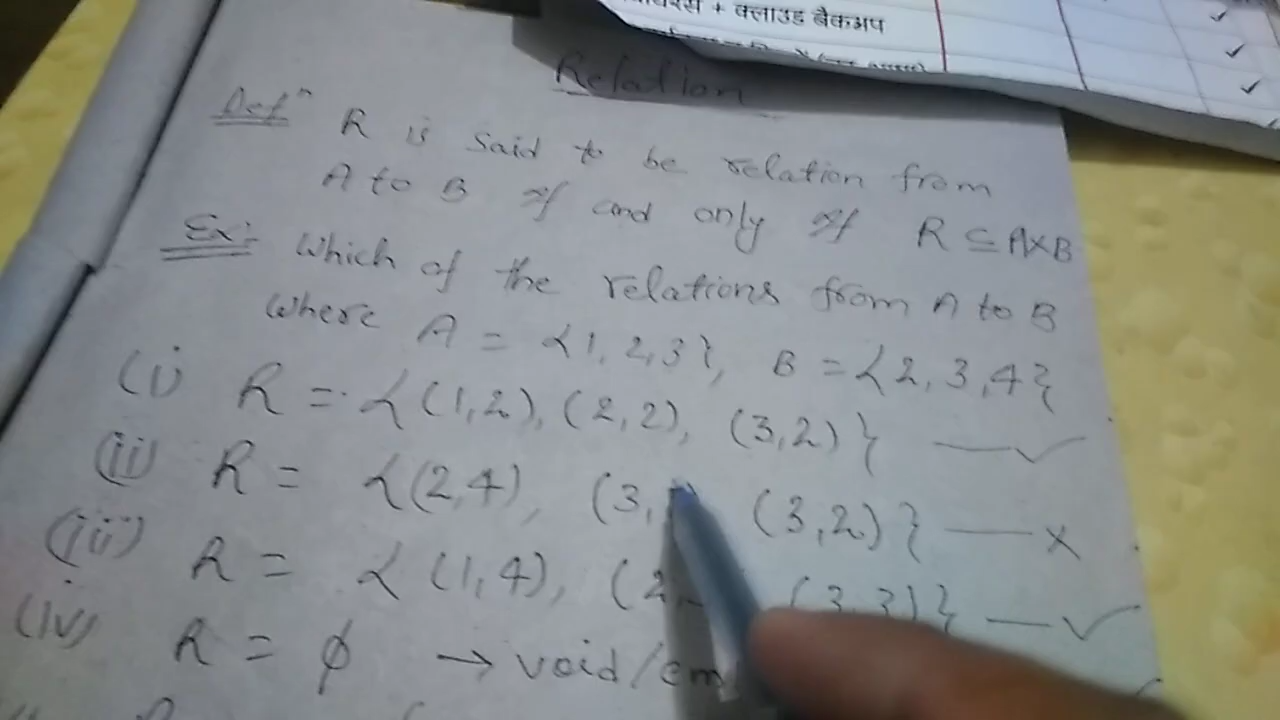 + क्लाउड बैकअप
Relation
Defⁿ R is said to be relation from
A to B if and only if R ⊆ A×B
Ex:- Which of the relations from A to B
where A = {1, 2, 3}, B = {2, 3, 4}
(i) R = {(1,2), (2,2), (3,2)} — ✓
(ii) R = {(2,4), (3, (3,2)} — ×
(iii) R = {(1,4), (2, (3,3)} — ✓
(iv) R = ϕ → void/em